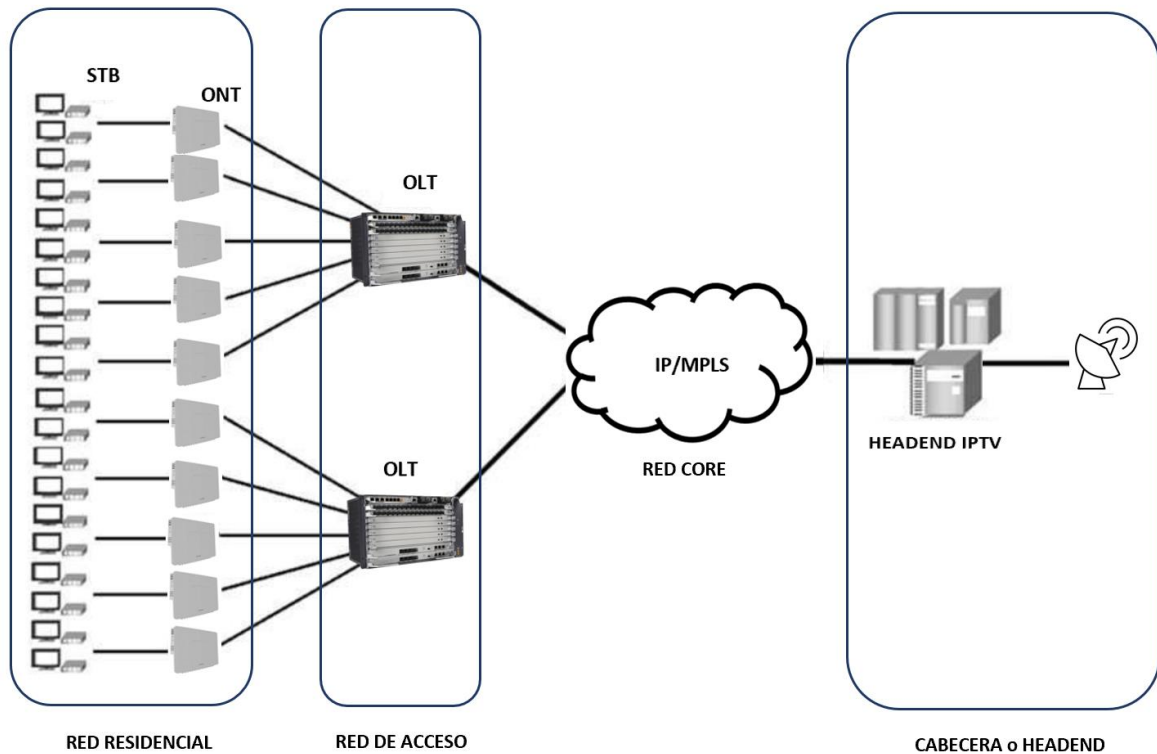 STB
ONT
OLT
IP/MPLS
HEADEND IPTV
RED CORE
OLT
RED RESIDENCIAL
RED DE ACCESO
CABECERA o HEADEND